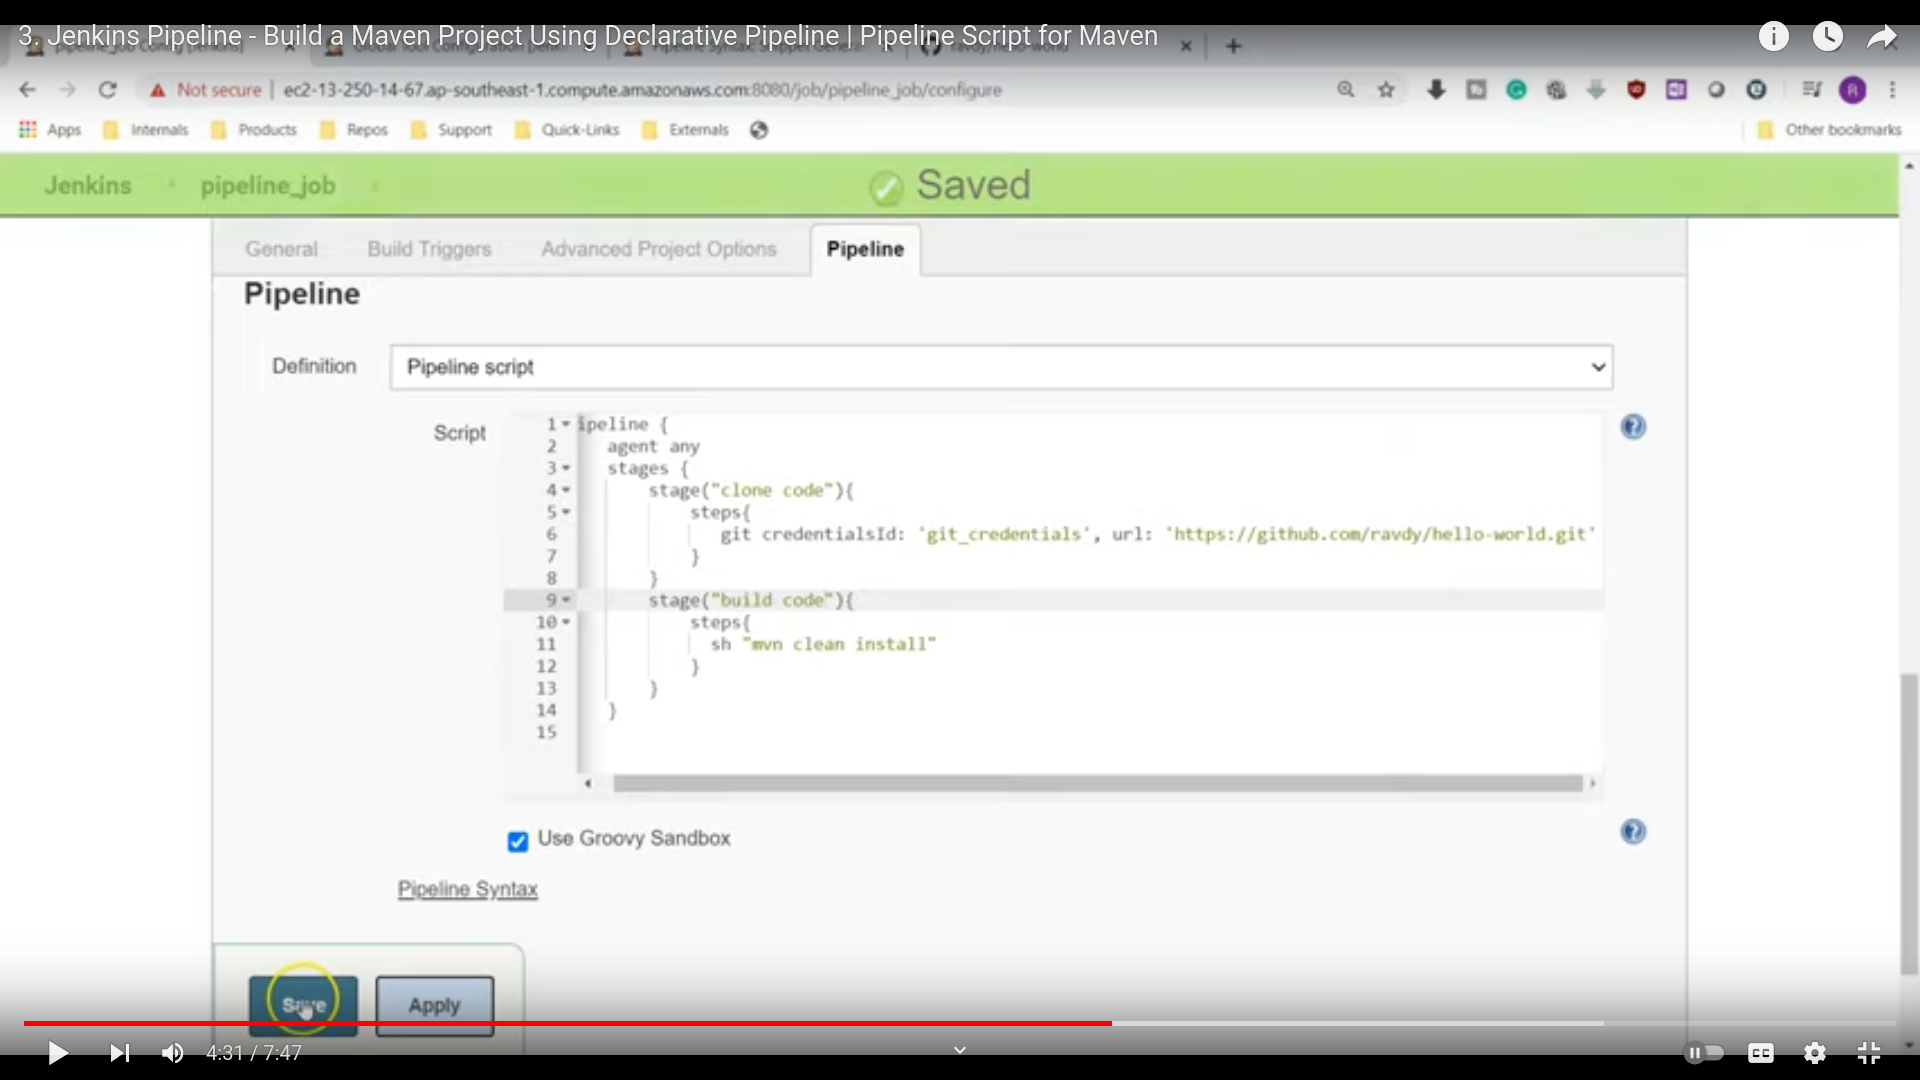 3. Jenkins Pipeline - Build a Maven Project Using Declarative Pipeline | Pipeline Script for Maven
Not secure | ec2-13-250-14-67.ap-southeast-1.compute.amazonaws.com:8080/job/pipeline_job/configure
Apps Internals Products Repos Support Quick-Links Externals Other bookmarks
Jenkins pipeline_job Saved
General Build Triggers Advanced Project Options Pipeline
Pipeline
Definition Pipeline script
Script
1 ipeline {
2 agent any
3 stages {
4 stage("clone code"){
5 steps{
6 git credentialsId: 'git_credentials', url: 'https://github.com/ravdy/hello-world.git'
7 }
8 }
9 stage("build code"){
10 steps{
11 sh "mvn clean install"
12 }
13 }
14 }
15
Use Groovy Sandbox
Pipeline Syntax
Save Apply
4:31 / 7:47
CC